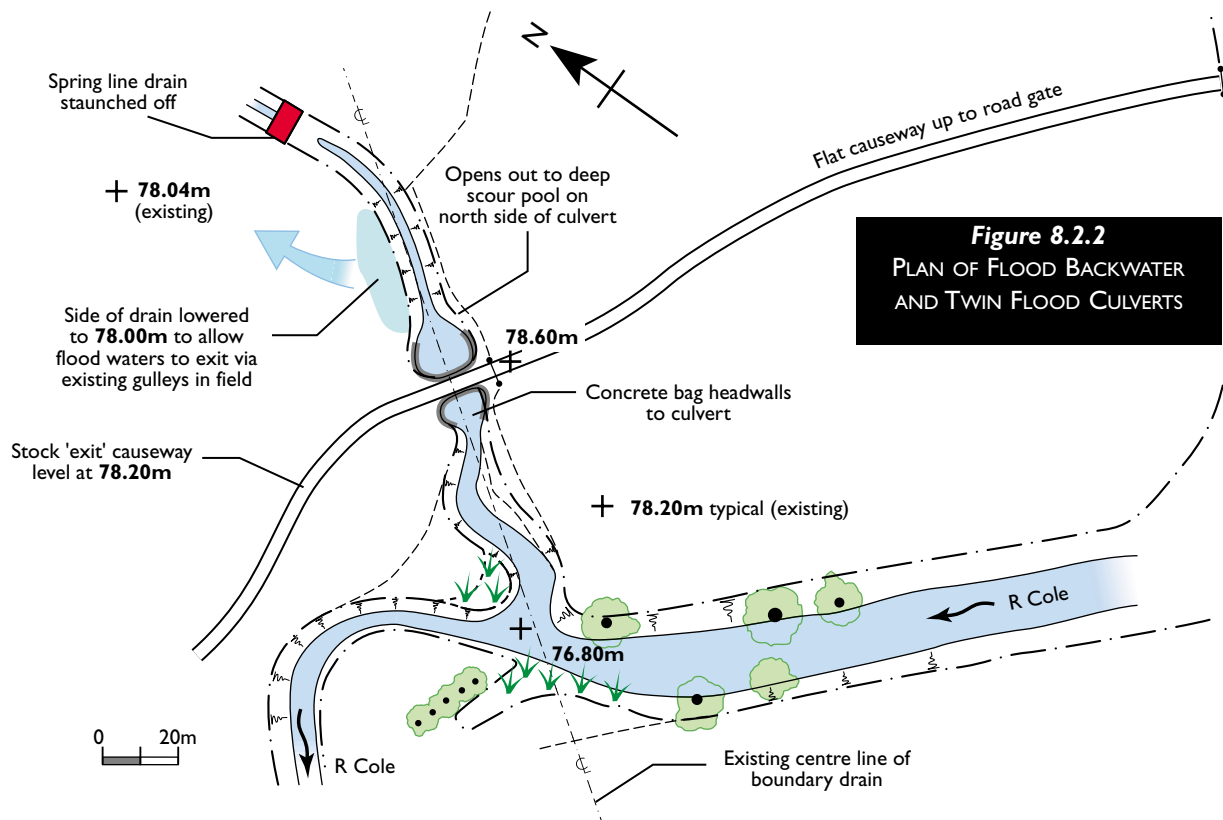 N
Spring line drain
staunched off
℄
Flat causeway up to road gate
78.04m
(existing)
Opens out to deep
scour pool on
north side of culvert
Figure 8.2.2
PLAN OF FLOOD BACKWATER
AND TWIN FLOOD CULVERTS
Side of drain lowered
to 78.00m to allow
flood waters to exit via
existing gulleys in field
78.60m
Concrete bag headwalls
to culvert
Stock 'exit' causeway
level at 78.20m
78.20m typical (existing)
R Cole
76.80m
0 20m
R Cole
℄
Existing centre line of
boundary drain